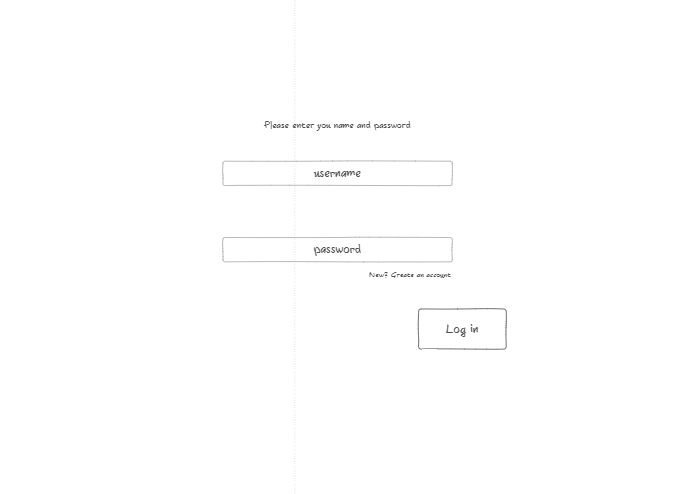 Please enter you name and password
username
password
New? Create an account
Log in